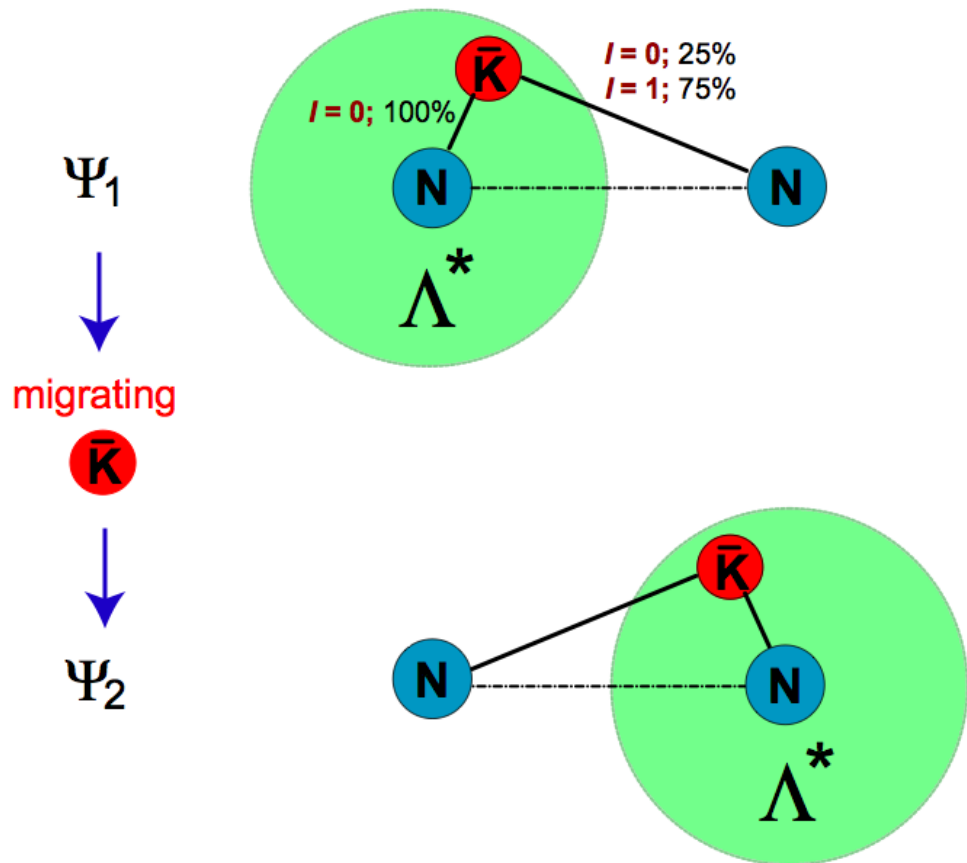 K̄
I = 0; 25%
I = 1; 75%
I = 0; 100%
Ψ₁
N
N
Λ*
migrating
K̄
K̄
Ψ₂
N
N
Λ*